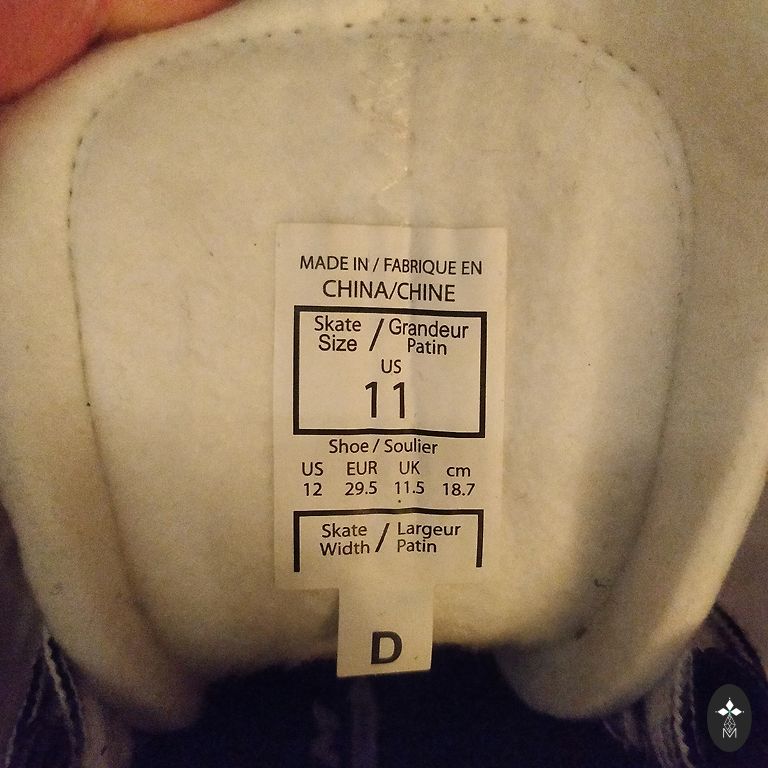 MADE IN / FABRIQUE EN
CHINA/CHINE
Skate Size / Grandeur Patin
US
11
Shoe / Soulier
US EUR UK cm
12 29.5 11.5 18.7
Skate Width / Largeur Patin
D
M